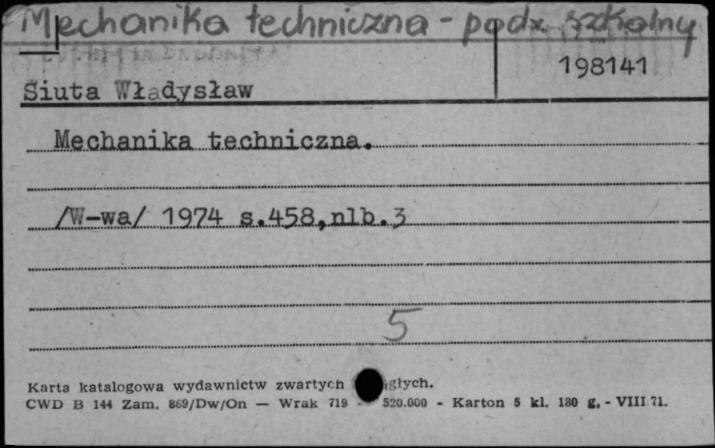 Mechanika techniczna - podr. szkolny
198141
Siuta Władysław
Mechanika techniczna.
/W-wa/ 1974 s.458,nlb.3
5
Karta katalogowa wydawnictw zwartych głych.
CWD B 144 Zam. 869/Dw/On — Wrak 719 - 520.000 - Karton 5 kl. 180 g. - VIII.71.